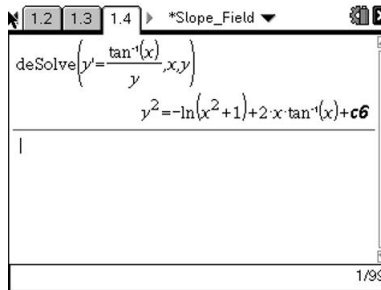 1.2 1.3 1.4 *Slope_Field
deSolve(y'=tan⁻¹(x)/y,x,y)
y²=-ln(x²+1)+2·x·tan⁻¹(x)+c6
1/99